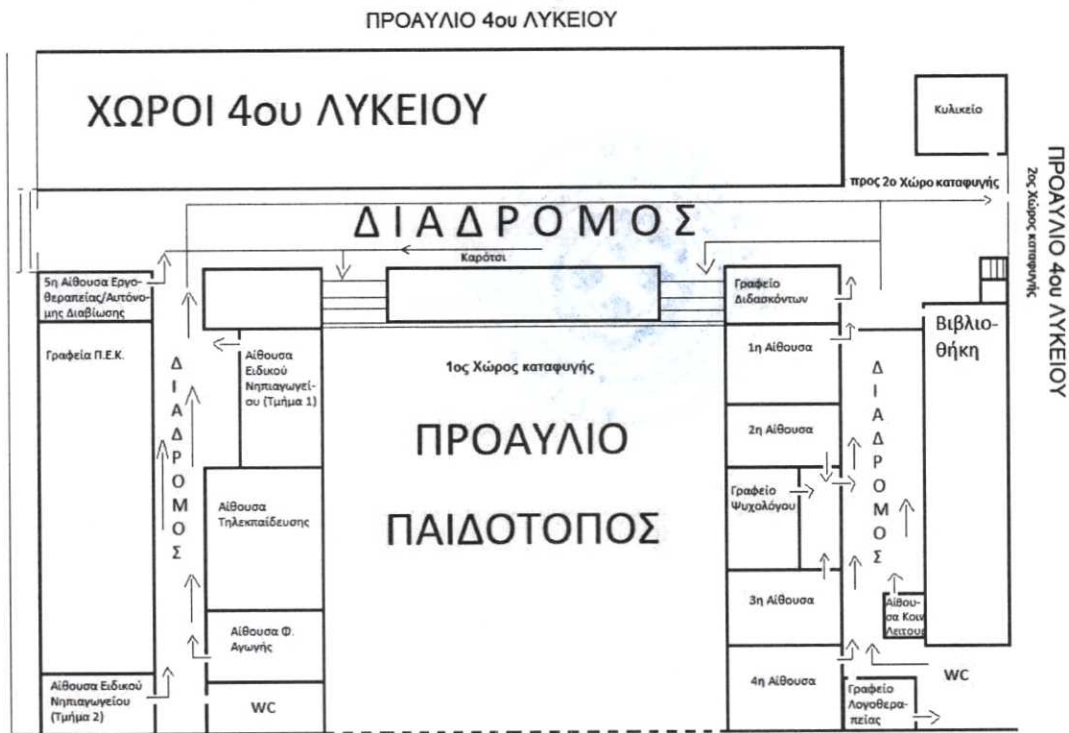 ΠΡΟΑΥΛΙΟ 4ου ΛΥΚΕΙΟΥ
ΧΩΡΟΙ 4ου ΛΥΚΕΙΟΥ
Κυλικείο
προς 2ο Χώρο καταφυγής
ΠΡΟΑΥΛΙΟ 4ου ΛΥΚΕΙΟΥ
2ος Χώρος καταφυγής
ΔΙΑΔΡΟΜΟΣ
Καρότσι
5η Αίθουσα Εργο-
θεραπείας/Αυτόνο-
μης Διαβίωσης
Γραφεία Π.Ε.Κ.
ΔΙΑΔΡΟΜΟΣ
Αίθουσα
Ειδικού
Νηπιαγωγεί-
ου (Τμήμα 1)
Αίθουσα
Τηλεκπαίδευσης
Αίθουσα Φ.
Αγωγής
WC
Αίθουσα Ειδικού
Νηπιαγωγείου
(Τμήμα 2)
1ος Χώρος καταφυγής
ΠΡΟΑΥΛΙΟ
ΠΑΙΔΟΤΟΠΟΣ
Γραφείο
Διδασκόντων
1η Αίθουσα
2η Αίθουσα
Γραφείο
Ψυχολόγου
3η Αίθουσα
4η Αίθουσα
ΔΙΑΔΡΟΜΟΣ
Βιβλιο-
θήκη
Αίθου-
σα Κοιν
Λειτου
WC
Γραφείο
Λογοθερα-
πείας